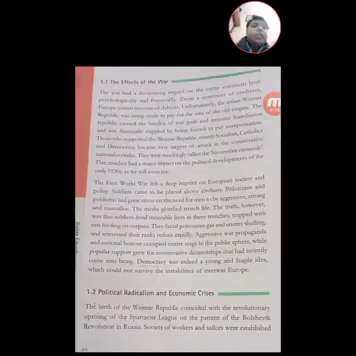 1.1 The Effects of the War
The war had a devastating impact on the entire continent both
psychologically and financially. From a continent of creditors,
Europe turned into one of debtors. Unfortunately, the infant Weimar
Republic was being made to pay for the sins of the old empire. The
republic carried the burden of war guilt and national humiliation
and was financially crippled by being forced to pay compensation.
Those who supported the Weimar Republic, mainly Socialists, Catholics
and Democrats, became easy targets of attack in the conservative
nationalist circles. They were mockingly called the 'November criminals'.
This mindset had a major impact on the political developments of the
early 1930s, as we will soon see.
The First World War left a deep imprint on European society and
polity. Soldiers came to be placed above civilians. Politicians and
publicists laid great stress on the need for men to be aggressive, strong
and masculine. The media glorified trench life. The truth, however,
was that soldiers lived miserable lives in these trenches, trapped with
rats feeding on corpses. They faced poisonous gas and enemy shelling,
and witnessed their ranks reduce rapidly. Aggressive war propaganda
and national honour occupied centre stage in the public sphere, while
popular support grew for conservative dictatorships that had recently
come into being. Democracy was indeed a young and fragile idea,
which could not survive the instabilities of interwar Europe.
1.2 Political Radicalism and Economic Crises
The birth of the Weimar Republic coincided with the revolutionary
uprising of the Spartacist League on the pattern of the Bolshevik
Revolution in Russia. Soviets of workers and sailors were established